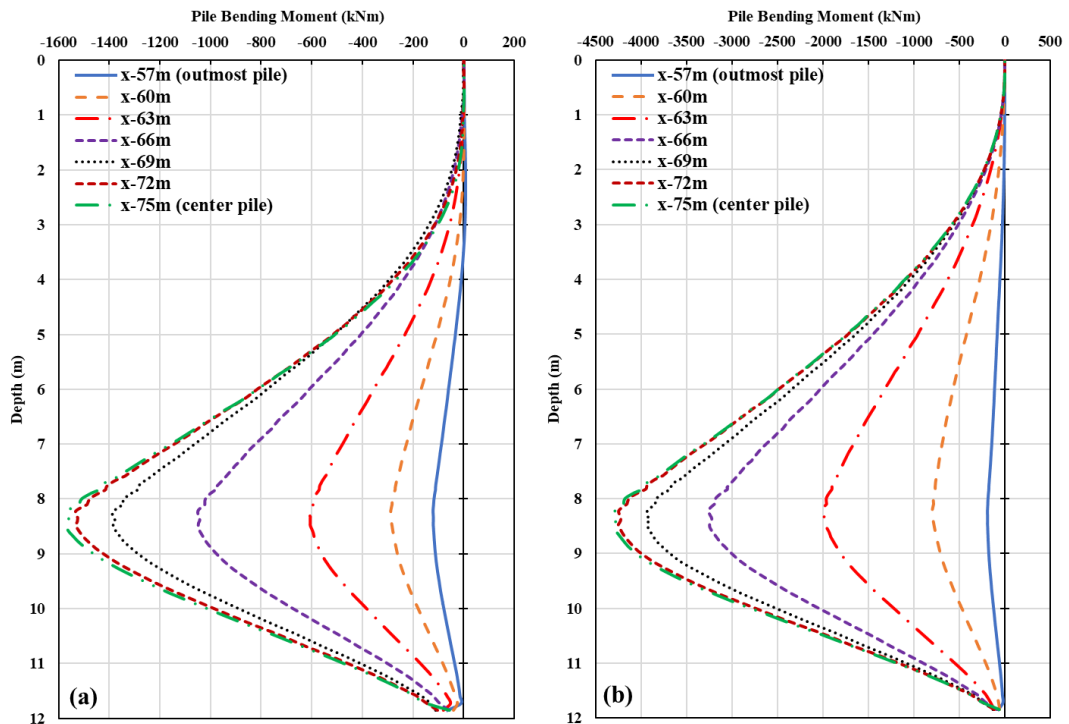 Pile Bending Moment (kNm)
-1600 -1400 -1200 -1000 -800 -600 -400 -200 0 200
0
1
2
3
4
5
6
7
8
9
10
11
12
Depth (m)
x-57m (outmost pile)
x-60m
x-63m
x-66m
x-69m
x-72m
x-75m (center pile)
(a)
Pile Bending Moment (kNm)
-4500 -4000 -3500 -3000 -2500 -2000 -1500 -1000 -500 0 500
0
1
2
3
4
5
6
7
8
9
10
11
12
Depth (m)
x-57m (outmost pile)
x-60m
x-63m
x-66m
x-69m
x-72m
x-75m (center pile)
(b)